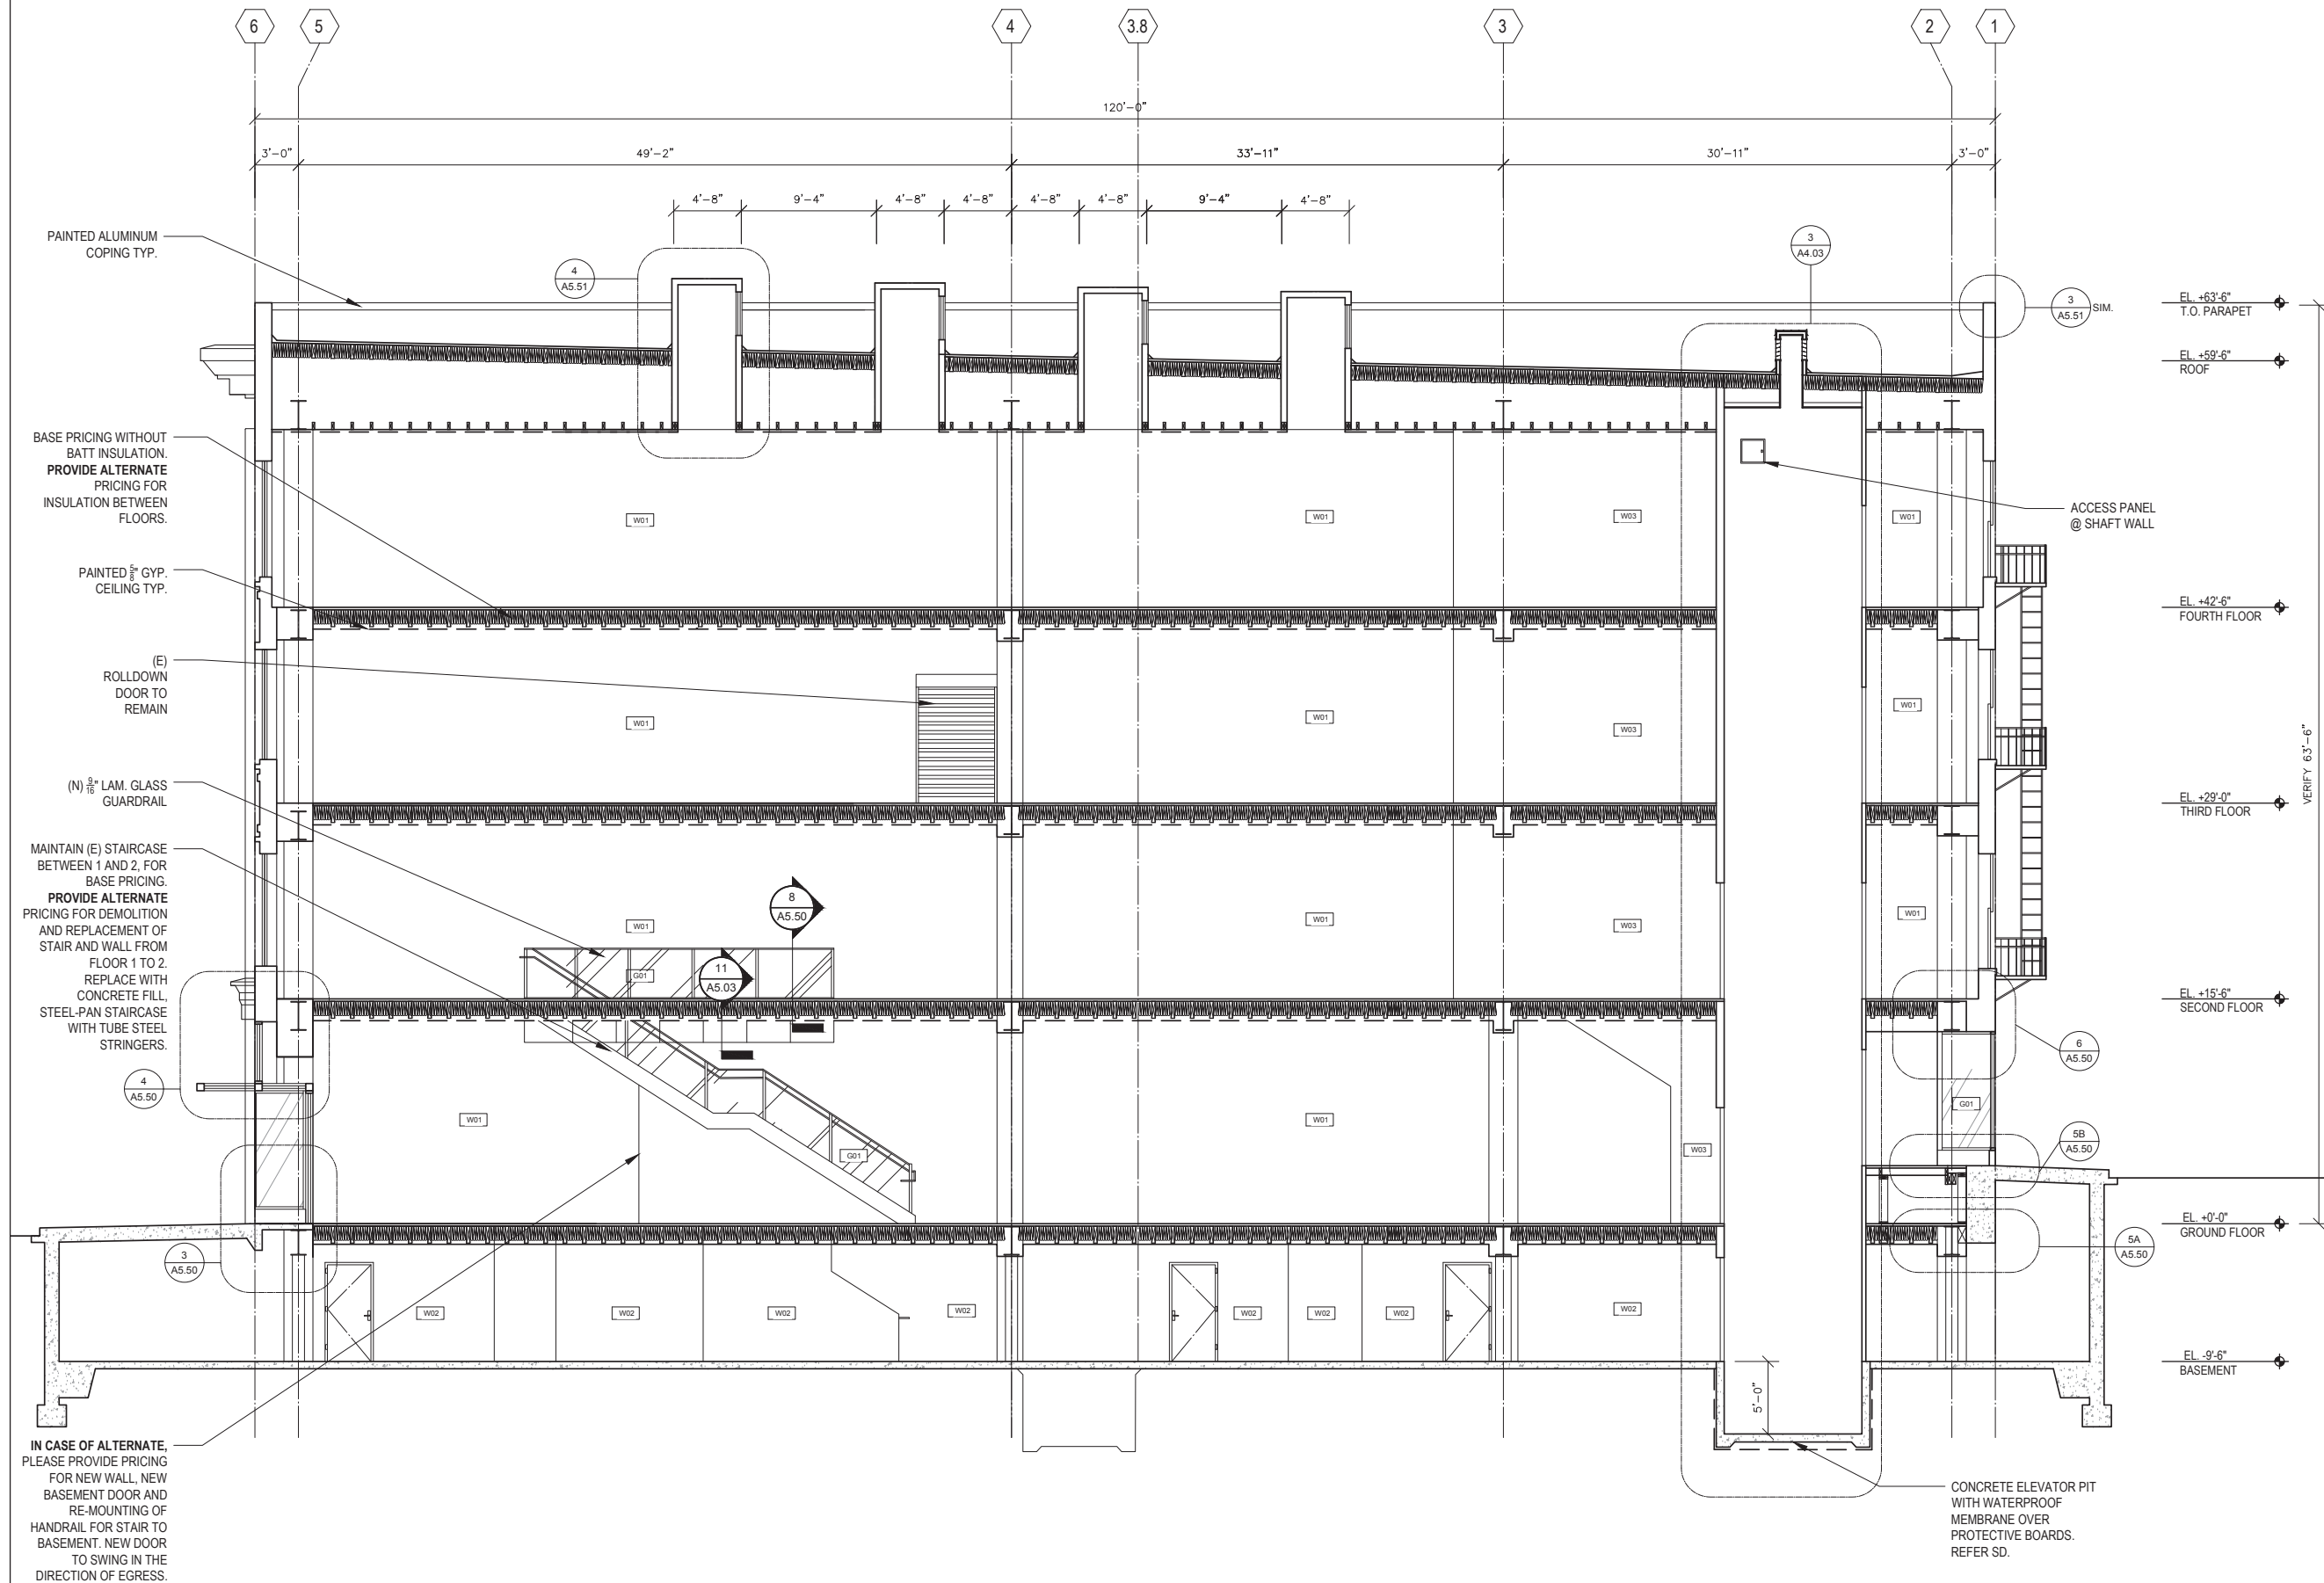 6
5
4
3.8
3
2
1
120'-0"
3'-0"
49'-2"
33'-11"
30'-11"
3'-0"
4'-8"
9'-4"
4'-8"
4'-8"
4'-8"
4'-8"
9'-4"
4'-8"
PAINTED ALUMINUM
COPING TYP.
4
A5.51
3
A4.03
3
A5.51
SIM.
EL. +63'-6"
T.O. PARAPET
EL. +59'-6"
ROOF
BASE PRICING WITHOUT
BATT INSULATION.
PROVIDE ALTERNATE
PRICING FOR
INSULATION BETWEEN
FLOORS.
W01
W01
W03
W01
ACCESS PANEL
@ SHAFT WALL
PAINTED 5/8" GYP.
CEILING TYP.
EL. +42'-6"
FOURTH FLOOR
(E)
ROLLDOWN
DOOR TO
REMAIN
W01
W01
W03
W01
VERIFY 63'-6"
(N) 9/16" LAM. GLASS
GUARDRAIL
EL. +29'-0"
THIRD FLOOR
MAINTAIN (E) STAIRCASE
BETWEEN 1 AND 2, FOR
BASE PRICING.
PROVIDE ALTERNATE
PRICING FOR DEMOLITION
AND REPLACEMENT OF
STAIR AND WALL FROM
FLOOR 1 TO 2.
REPLACE WITH
CONCRETE FILL,
STEEL-PAN STAIRCASE
WITH TUBE STEEL
STRINGERS.
8
A5.50
W01
W01
W03
W01
G01
11
A5.03
EL. +15'-6"
SECOND FLOOR
4
A5.50
6
A5.50
W01
G01
W01
W03
G01
5B
A5.50
3
A5.50
EL. +0'-0"
GROUND FLOOR
5A
A5.50
W02
W02
W02
W02
W02
W02
W02
W02
EL. -9'-6"
BASEMENT
5'-0"
IN CASE OF ALTERNATE,
PLEASE PROVIDE PRICING
FOR NEW WALL, NEW
BASEMENT DOOR AND
RE-MOUNTING OF
HANDRAIL FOR STAIR TO
BASEMENT. NEW DOOR
TO SWING IN THE
DIRECTION OF EGRESS.
CONCRETE ELEVATOR PIT
WITH WATERPROOF
MEMBRANE OVER
PROTECTIVE BOARDS.
REFER SD.